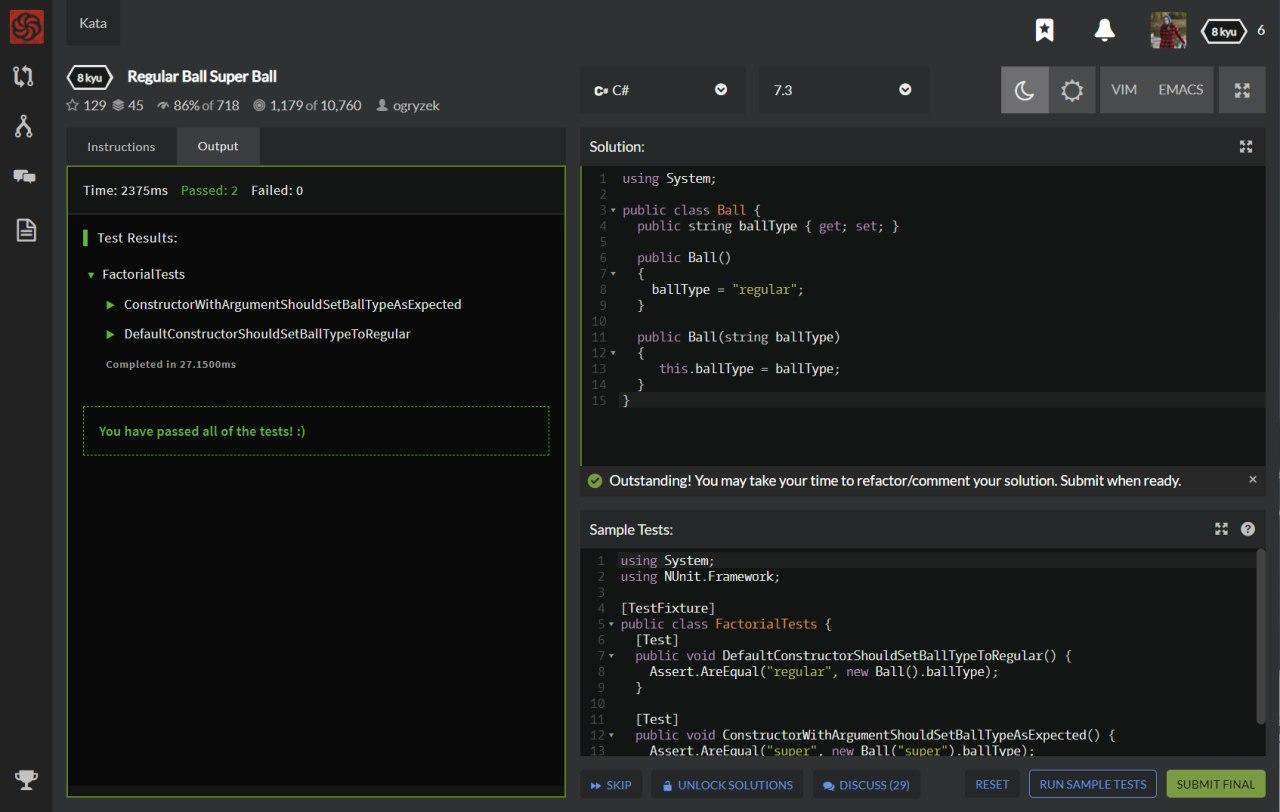 Kata
8 kyu
6
8 kyu
Regular Ball Super Ball
129 45 86% of 718 1,179 of 10,760 ogryzek
C# C#
7.3
VIM
EMACS
Instructions
Output
Time: 2375ms Passed: 2 Failed: 0
Test Results:
FactorialTests
ConstructorWithArgumentShouldSetBallTypeAsExpected
DefaultConstructorShouldSetBallTypeToRegular
Completed in 27.1500ms
You have passed all of the tests! :)
Solution:
1 using System;
2
3 public class Ball {
4 public string ballType { get; set; }
5
6 public Ball()
7 {
8 ballType = "regular";
9 }
10
11 public Ball(string ballType)
12 {
13 this.ballType = ballType;
14 }
15 }
Outstanding! You may take your time to refactor/comment your solution. Submit when ready.
×
Sample Tests:
?
1 using System;
2 using NUnit.Framework;
3
4 [TestFixture]
5 public class FactorialTests {
6 [Test]
7 public void DefaultConstructorShouldSetBallTypeToRegular() {
8 Assert.AreEqual("regular", new Ball().ballType);
9 }
10
11 [Test]
12 public void ConstructorWithArgumentShouldSetBallTypeAsExpected() {
13 Assert.AreEqual("super", new Ball("super").ballType);
SKIP
UNLOCK SOLUTIONS
DISCUSS (29)
RESET
RUN SAMPLE TESTS
SUBMIT FINAL